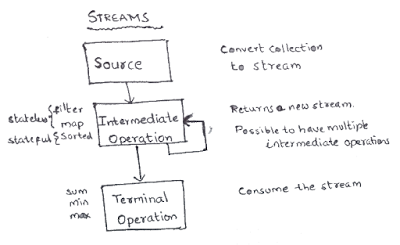 STREAMS
Source
Convert Collection
to stream
stateless { filter
map
stateful { Sorted
Intermediate
Operation
Returns a new stream.
Possible to have multiple
intermediate operations
sum
min
max
Terminal
Operation
Consume the stream